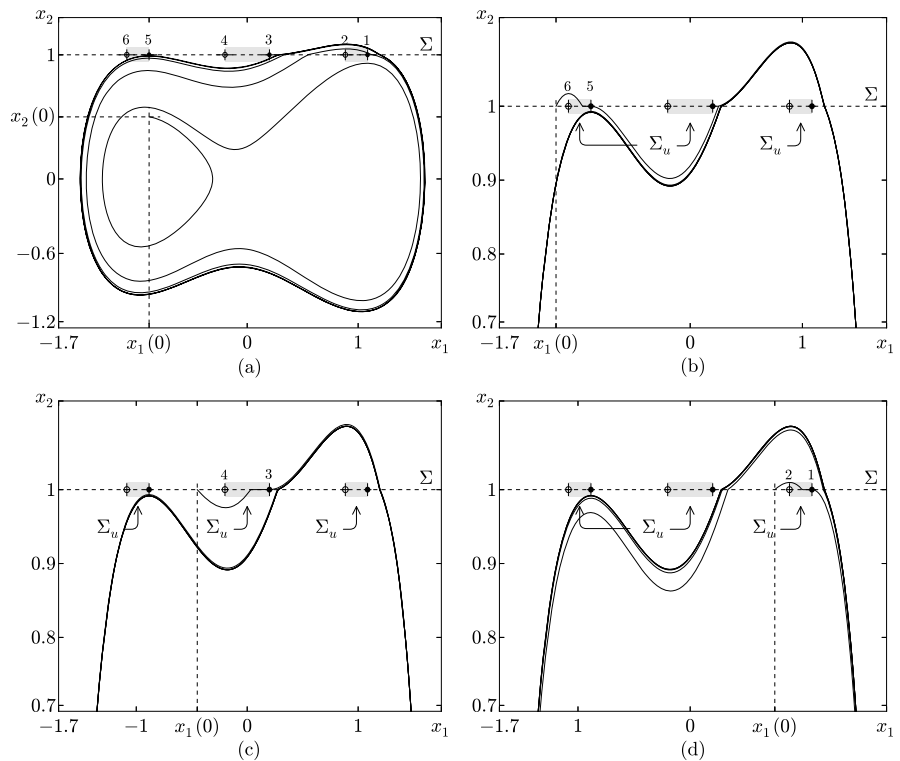 x₂
6 5 4 3 2 1 Σ
1
x₂(0)
0
−0.6
−1.2
−1.7 x₁(0) 0 1 x₁
(a)
x₂
6 5
1 Σ
Σᵤ Σᵤ
0.9
0.8
0.7
−1.7 x₁(0) 0 1 x₁
(b)
x₂
4 3 Σ
1
Σᵤ Σᵤ Σᵤ
0.9
0.8
0.7
−1.7 −1 x₁(0) 0 1 x₁
(c)
x₂
2 1 Σ
1
Σᵤ Σᵤ
0.9
0.8
0.7
−1.7 1 0 x₁(0) x₁
(d)